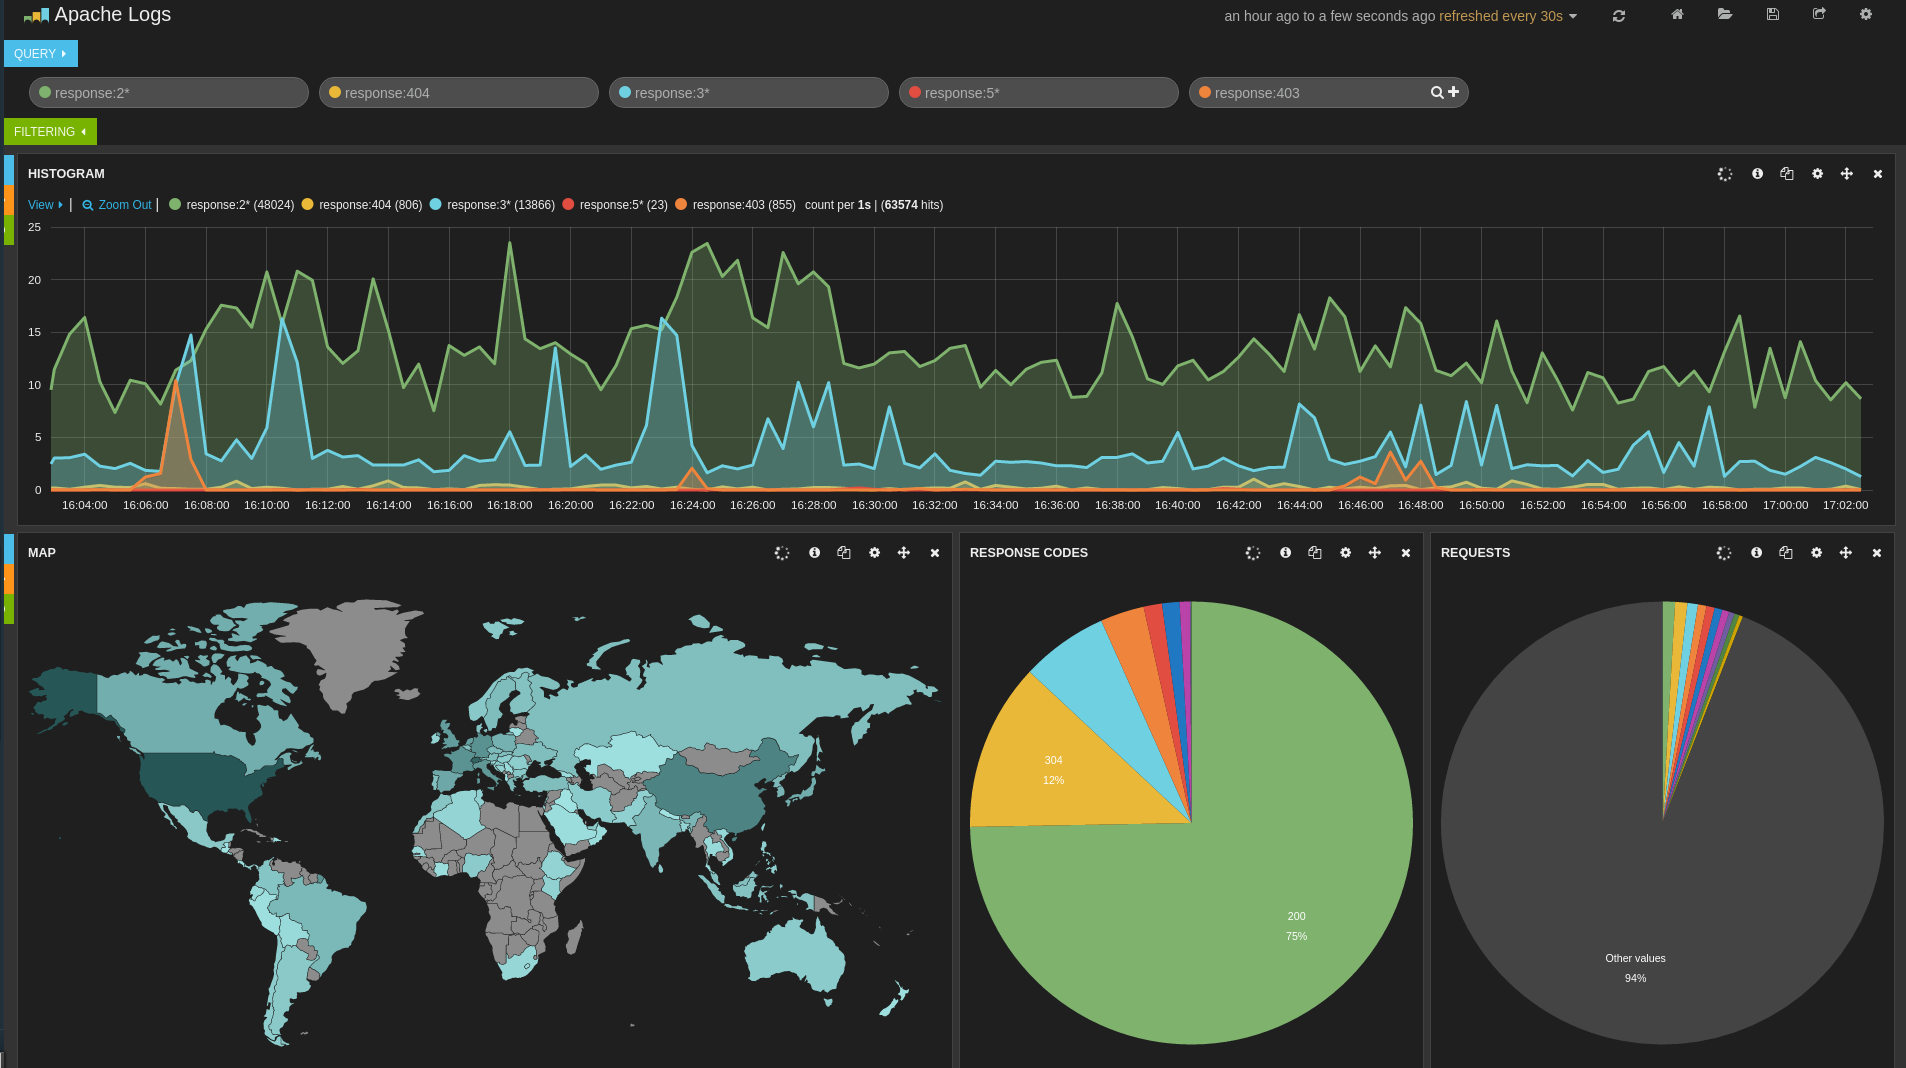 Apache Logs
an hour ago to a few seconds ago refreshed every 30s
QUERY
response:2* response:404 response:3* response:5* response:403
FILTERING
HISTOGRAM
View | Zoom Out | response:2* (48024) response:404 (806) response:3* (13866) response:5* (23) response:403 (855) count per 1s | (63574 hits)
25
20
15
10
5
0
16:04:00 16:06:00 16:08:00 16:10:00 16:12:00 16:14:00 16:16:00 16:18:00 16:20:00 16:22:00 16:24:00 16:26:00 16:28:00 16:30:00 16:32:00 16:34:00 16:36:00 16:38:00 16:40:00 16:42:00 16:44:00 16:46:00 16:48:00 16:50:00 16:52:00 16:54:00 16:56:00 16:58:00 17:00:00 17:02:00
MAP
RESPONSE CODES
304
12%
200
75%
REQUESTS
Other values
94%